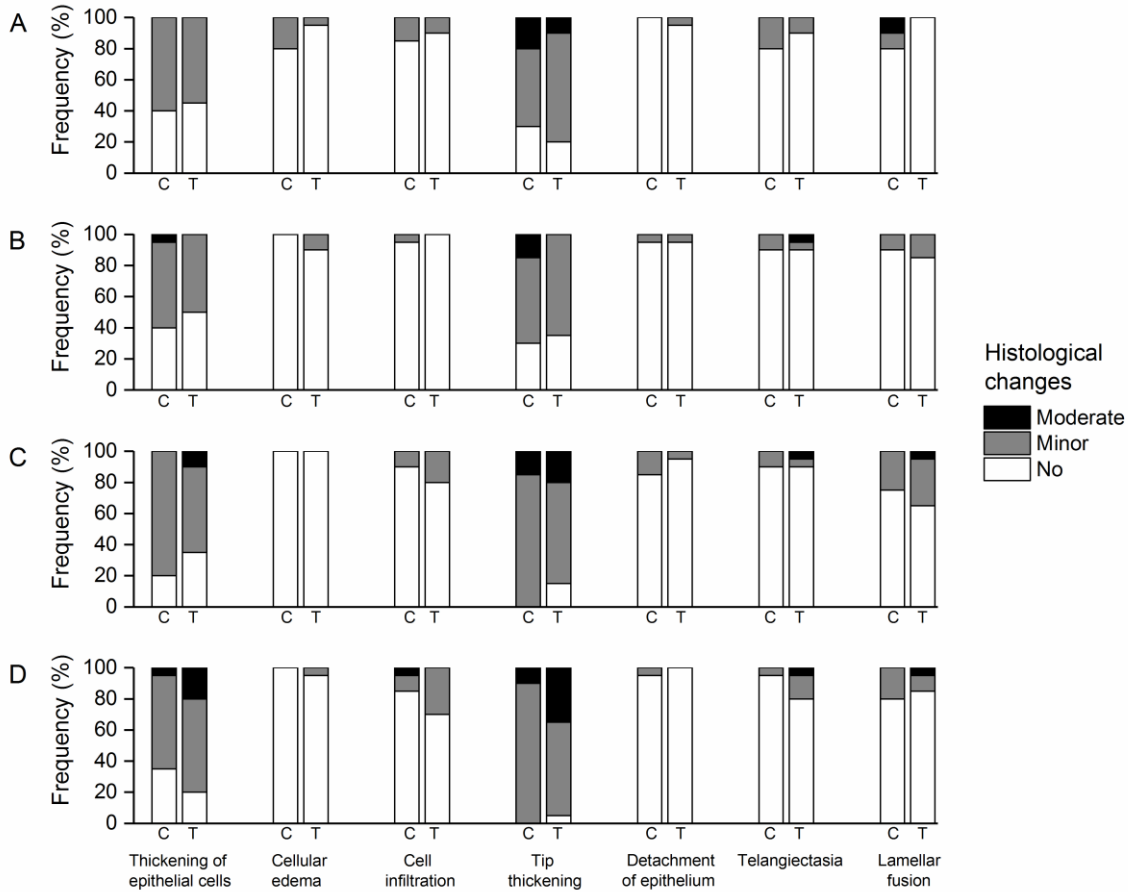 A
Frequency (%)
100
80
60
40
20
0
C T C T C T C T C T C T C T
B
Frequency (%)
100
80
60
40
20
0
C T C T C T C T C T C T C T
Histological
changes
Moderate
Minor
No
C
Frequency (%)
100
80
60
40
20
0
C T C T C T C T C T C T C T
D
Frequency (%)
100
80
60
40
20
0
C T C T C T C T C T C T C T
Thickening of
epithelial cells
Cellular
edema
Cell
infiltration
Tip
thickening
Detachment
of epithelium
Telangiectasia
Lamellar
fusion